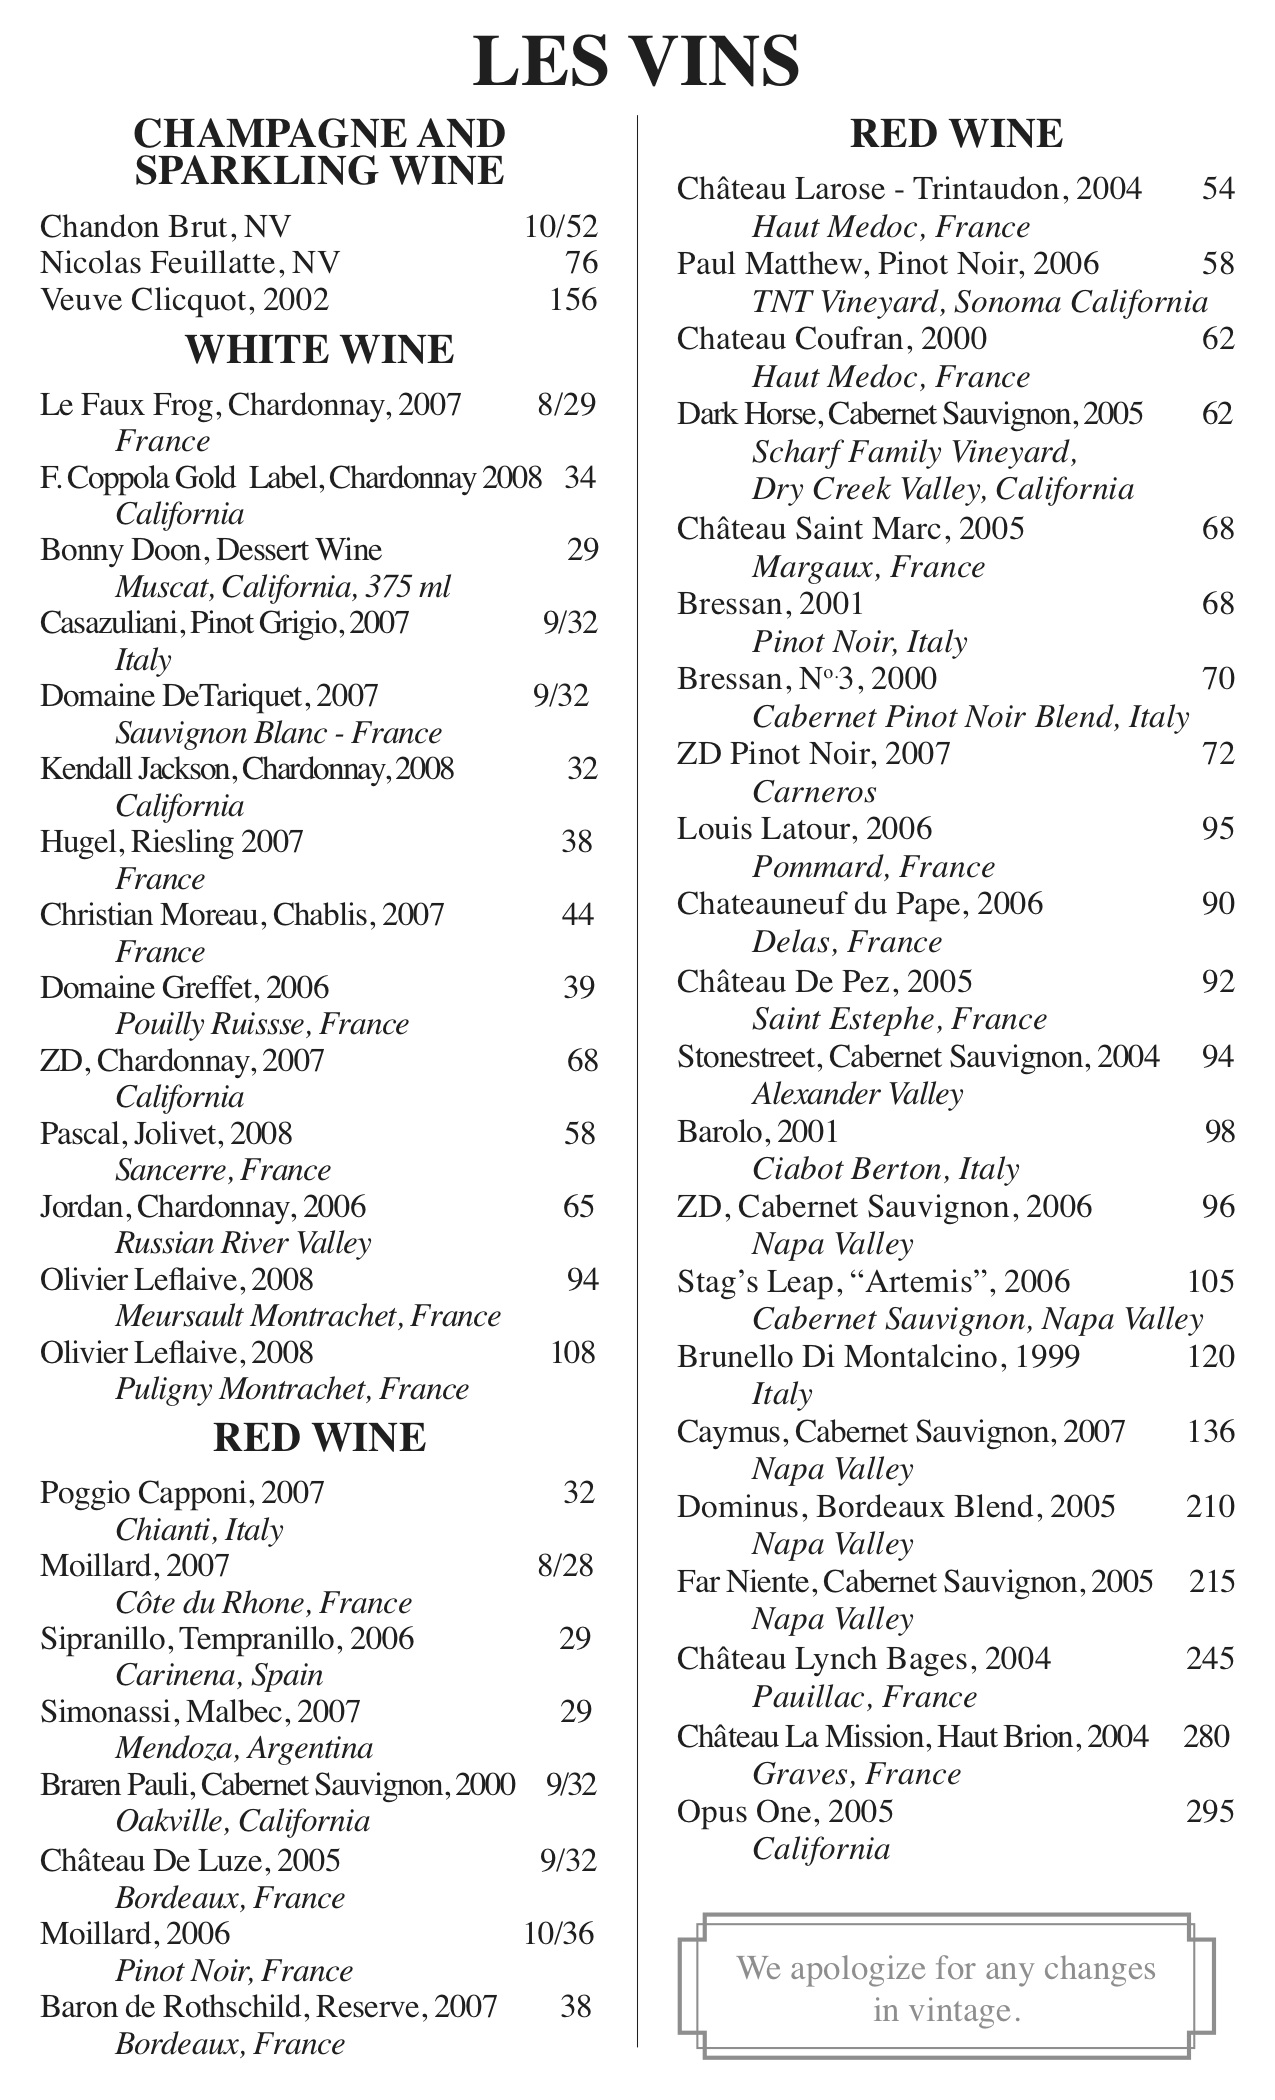 LES VINS
CHAMPAGNE AND
SPARKLING WINE
Chandon Brut, NV 10/52
Nicolas Feuillatte, NV 76
Veuve Clicquot, 2002 156
WHITE WINE
Le Faux Frog, Chardonnay, 2007 8/29
France
F. Coppola Gold Label, Chardonnay 2008 34
California
Bonny Doon, Dessert Wine 29
Muscat, California, 375 ml
Casazuliani, Pinot Grigio, 2007 9/32
Italy
Domaine DeTariquet, 2007 9/32
Sauvignon Blanc - France
Kendall Jackson, Chardonnay, 2008 32
California
Hugel, Riesling 2007 38
France
Christian Moreau, Chablis, 2007 44
France
Domaine Greffet, 2006 39
Pouilly Ruissse, France
ZD, Chardonnay, 2007 68
California
Pascal, Jolivet, 2008 58
Sancerre, France
Jordan, Chardonnay, 2006 65
Russian River Valley
Olivier Leflaive, 2008 94
Meursault Montrachet, France
Olivier Leflaive, 2008 108
Puligny Montrachet, France
RED WINE
Poggio Capponi, 2007 32
Chianti, Italy
Moillard, 2007 8/28
Côte du Rhone, France
Sipranillo, Tempranillo, 2006 29
Carinena, Spain
Simonassi, Malbec, 2007 29
Mendoza, Argentina
Braren Pauli, Cabernet Sauvignon, 2000 9/32
Oakville, California
Château De Luze, 2005 9/32
Bordeaux, France
Moillard, 2006 10/36
Pinot Noir, France
Baron de Rothschild, Reserve, 2007 38
Bordeaux, France
RED WINE
Château Larose - Trintaudon, 2004 54
Haut Medoc, France
Paul Matthew, Pinot Noir, 2006 58
TNT Vineyard, Sonoma California
Chateau Coufran, 2000 62
Haut Medoc, France
Dark Horse, Cabernet Sauvignon, 2005 62
Scharf Family Vineyard,
Dry Creek Valley, California
Château Saint Marc, 2005 68
Margaux, France
Bressan, 2001 68
Pinot Noir, Italy
Bressan, No.3, 2000 70
Cabernet Pinot Noir Blend, Italy
ZD Pinot Noir, 2007 72
Carneros
Louis Latour, 2006 95
Pommard, France
Chateauneuf du Pape, 2006 90
Delas, France
Château De Pez, 2005 92
Saint Estephe, France
Stonestreet, Cabernet Sauvignon, 2004 94
Alexander Valley
Barolo, 2001 98
Ciabot Berton, Italy
ZD, Cabernet Sauvignon, 2006 96
Napa Valley
Stag’s Leap, “Artemis”, 2006 105
Cabernet Sauvignon, Napa Valley
Brunello Di Montalcino, 1999 120
Italy
Caymus, Cabernet Sauvignon, 2007 136
Napa Valley
Dominus, Bordeaux Blend, 2005 210
Napa Valley
Far Niente, Cabernet Sauvignon, 2005 215
Napa Valley
Château Lynch Bages, 2004 245
Pauillac, France
Château La Mission, Haut Brion, 2004 280
Graves, France
Opus One, 2005 295
California
We apologize for any changes
in vintage.